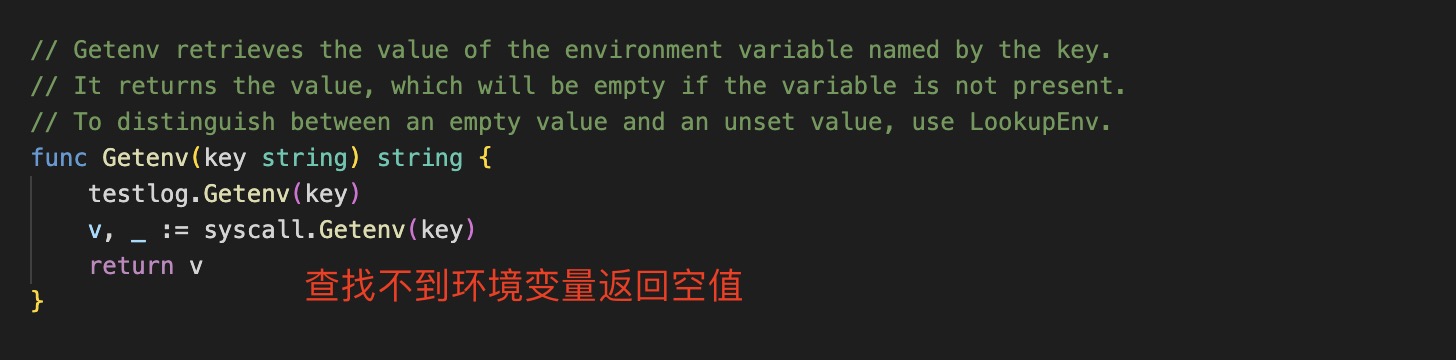 // Getenv retrieves the value of the environment variable named by the key.
// It returns the value, which will be empty if the variable is not present.
// To distinguish between an empty value and an unset value, use LookupEnv.
func Getenv(key string) string {
    testlog.Getenv(key)
    v, _ := syscall.Getenv(key)
    return v
查找不到环境变量返回空值
}